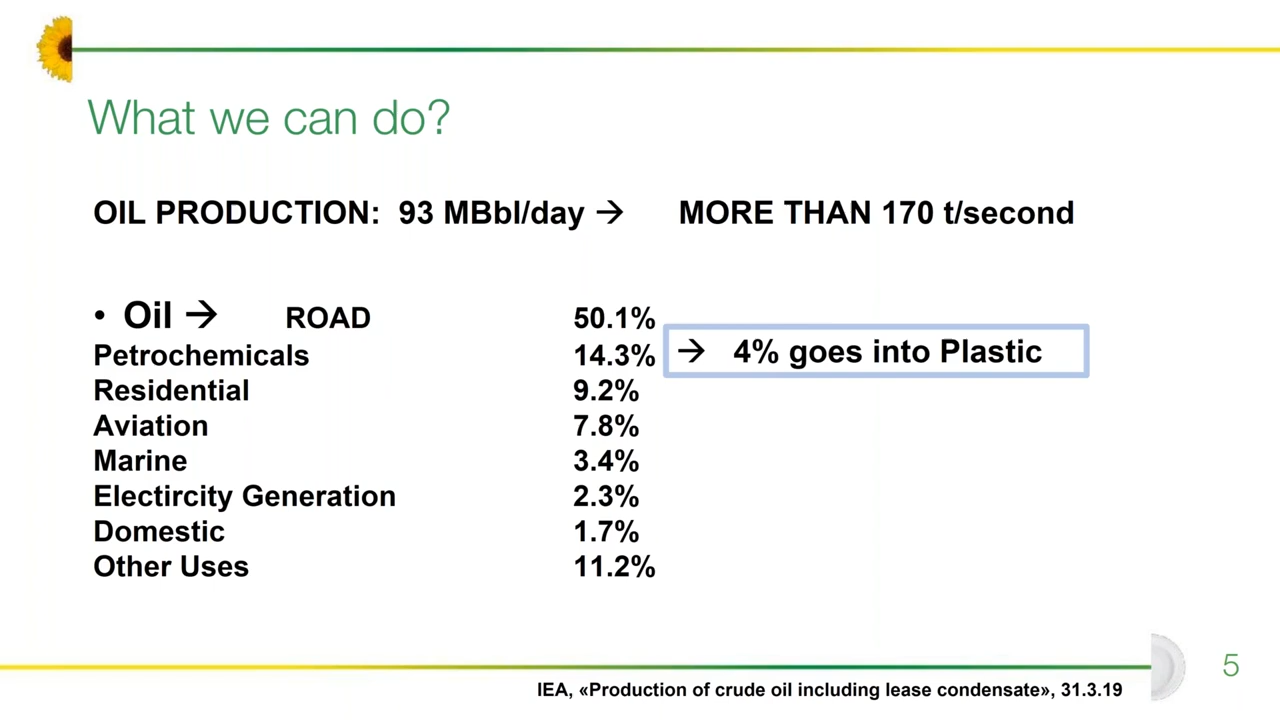 What we can do?
OIL PRODUCTION: 93 MBbl/day → MORE THAN 170 t/second
• Oil → ROAD 50.1%
Petrochemicals 14.3% → 4% goes into Plastic
Residential 9.2%
Aviation 7.8%
Marine 3.4%
Electircity Generation 2.3%
Domestic 1.7%
Other Uses 11.2%
5
IEA, «Production of crude oil including lease condensate», 31.3.19